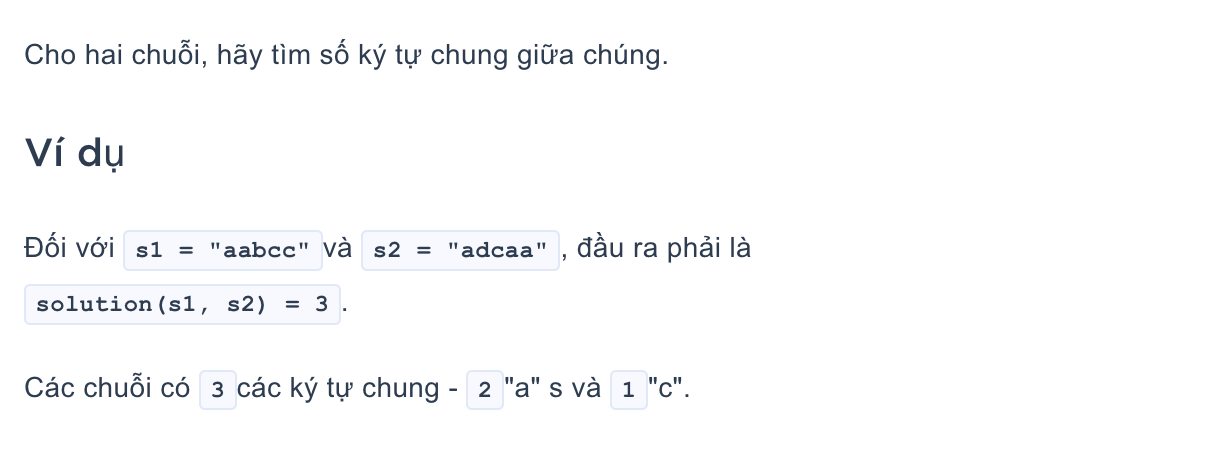 Cho hai chuỗi, hãy tìm số ký tự chung giữa chúng.
Ví dụ
Đối với s1 = "aabcc" và s2 = "adcaa" , đầu ra phải là
solution(s1, s2) = 3 .
Các chuỗi có 3 các ký tự chung - 2 "a" s và 1 "c".